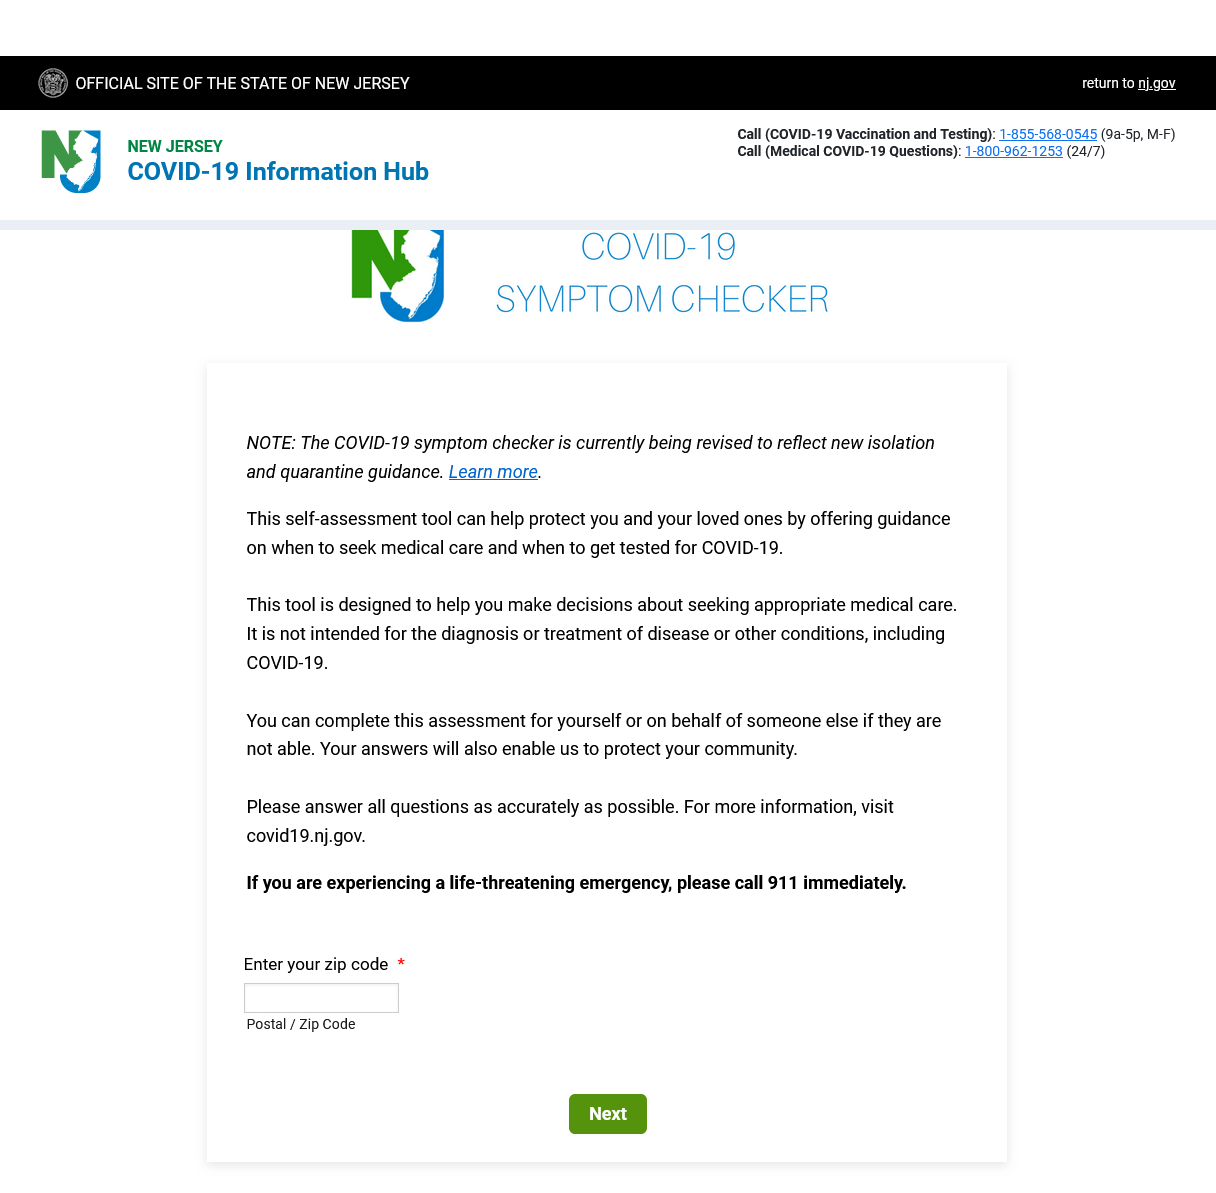 OFFICIAL SITE OF THE STATE OF NEW JERSEY
return to nj.gov
NEW JERSEY
COVID-19 Information Hub
Call (COVID-19 Vaccination and Testing): 1-855-568-0545 (9a-5p, M-F)
Call (Medical COVID-19 Questions): 1-800-962-1253 (24/7)
COVID-19
SYMPTOM CHECKER
NOTE: The COVID-19 symptom checker is currently being revised to reflect new isolation
and quarantine guidance. Learn more.
This self-assessment tool can help protect you and your loved ones by offering guidance
on when to seek medical care and when to get tested for COVID-19.
This tool is designed to help you make decisions about seeking appropriate medical care.
It is not intended for the diagnosis or treatment of disease or other conditions, including
COVID-19.
You can complete this assessment for yourself or on behalf of someone else if they are
not able. Your answers will also enable us to protect your community.
Please answer all questions as accurately as possible. For more information, visit
covid19.nj.gov.
If you are experiencing a life-threatening emergency, please call 911 immediately.
Enter your zip code *
Postal / Zip Code
Next